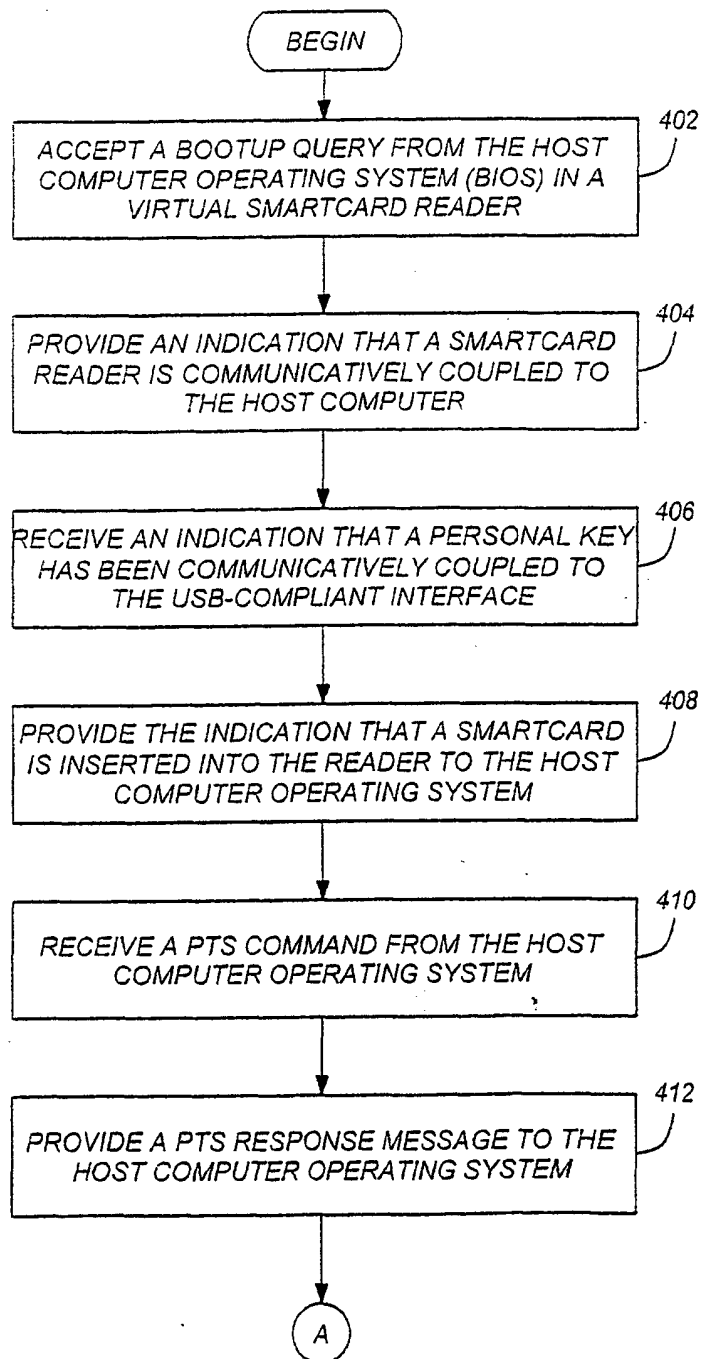 BEGIN
402
ACCEPT A BOOTUP QUERY FROM THE HOST
COMPUTER OPERATING SYSTEM (BIOS) IN A
VIRTUAL SMARTCARD READER
404
PROVIDE AN INDICATION THAT A SMARTCARD
READER IS COMMUNICATIVELY COUPLED TO
THE HOST COMPUTER
406
RECEIVE AN INDICATION THAT A PERSONAL KEY
HAS BEEN COMMUNICATIVELY COUPLED TO
THE USB-COMPLIANT INTERFACE
408
PROVIDE THE INDICATION THAT A SMARTCARD
IS INSERTED INTO THE READER TO THE HOST
COMPUTER OPERATING SYSTEM
410
RECEIVE A PTS COMMAND FROM THE HOST
COMPUTER OPERATING SYSTEM
412
PROVIDE A PTS RESPONSE MESSAGE TO THE
HOST COMPUTER OPERATING SYSTEM
A